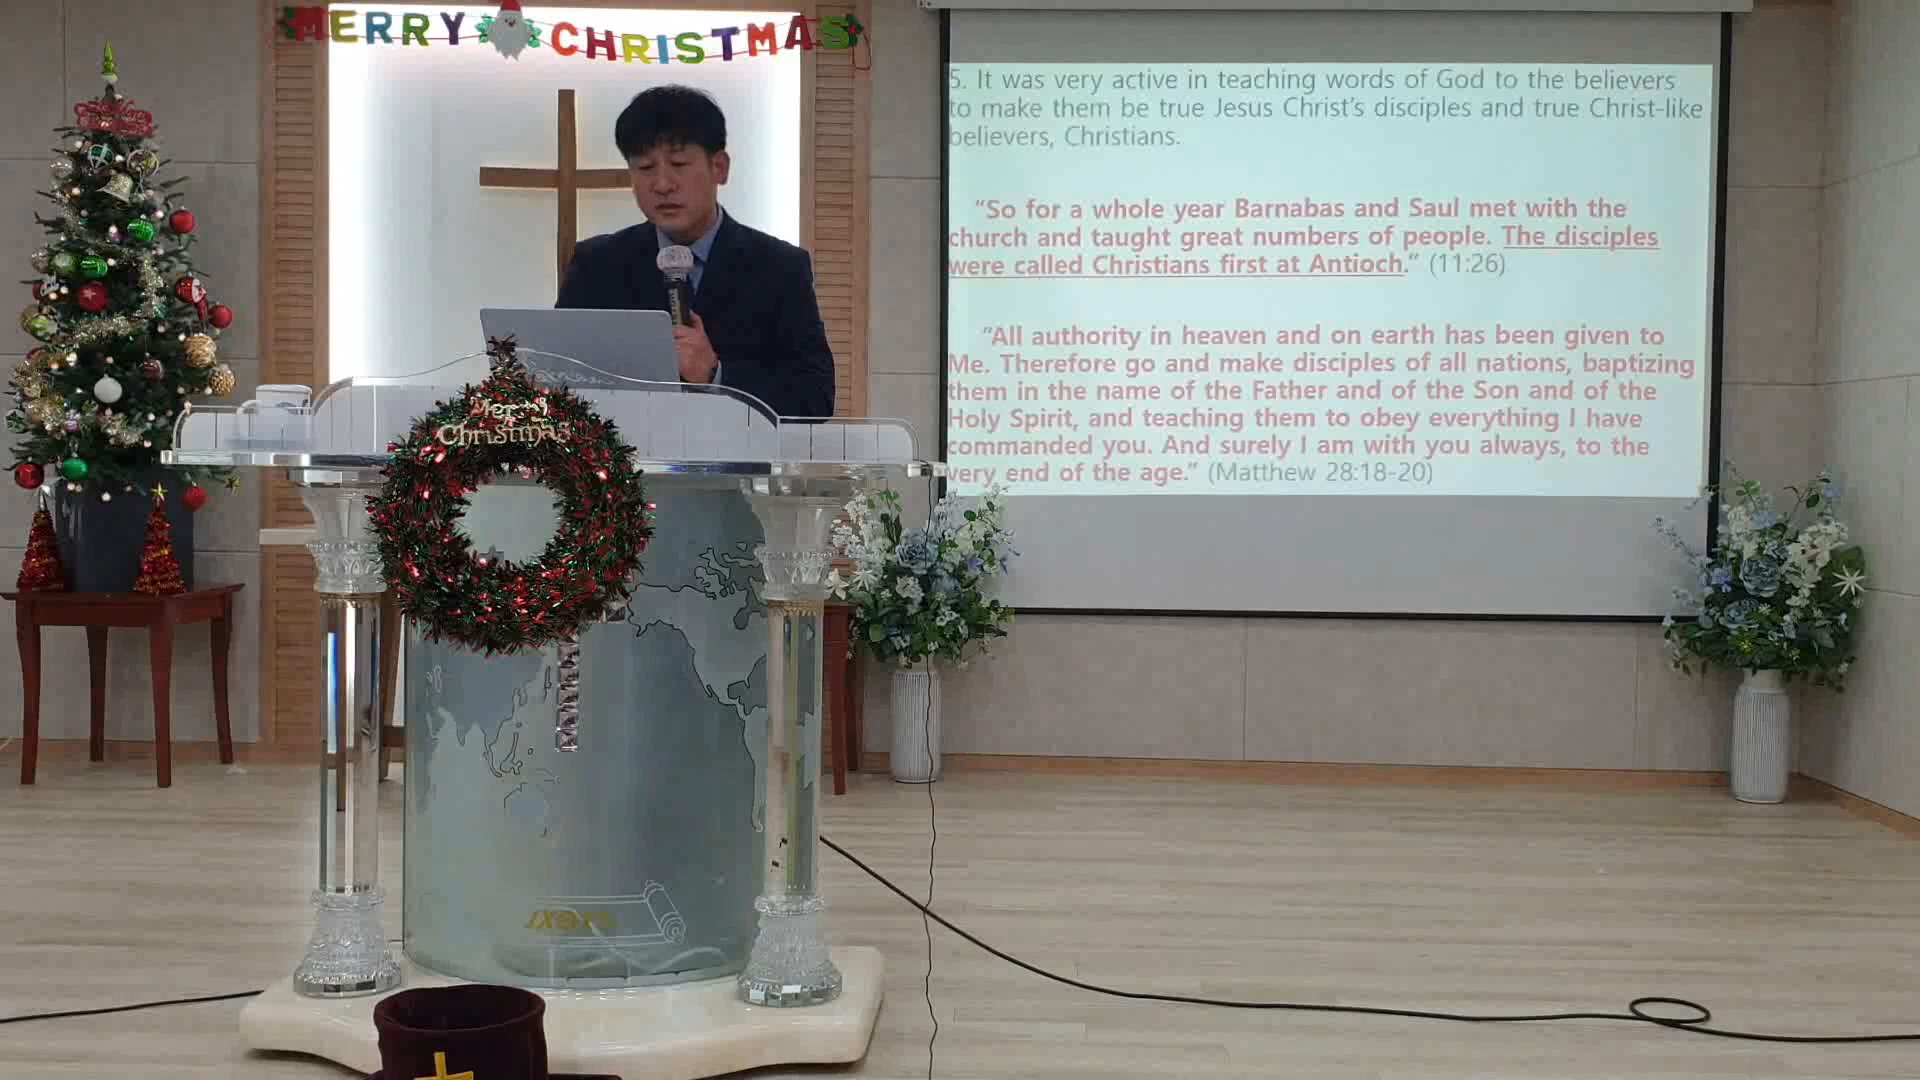 MERRY CHRISTMAS
5. It was very active in teaching words of God to the believers
to make them be true Jesus Christ's disciples and true Christ-like
believers, Christians.
“So for a whole year Barnabas and Saul met with the
church and taught great numbers of people. The disciples
were called Christians first at Antioch.” (11:26)
“All authority in heaven and on earth has been given to
Me. Therefore go and make disciples of all nations, baptizing
them in the name of the Father and of the Son and of the
Holy Spirit, and teaching them to obey everything I have
commanded you. And surely I am with you always, to the
very end of the age.” (Matthew 28:18-20)
Merry
Christmas